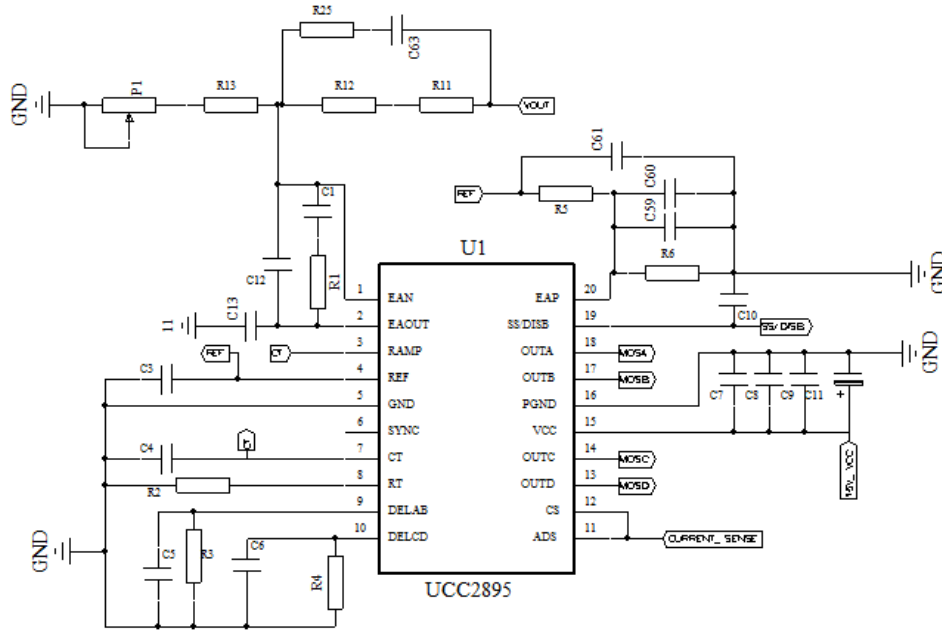 R25
C63
GND
P1
R13
R12
R11
VOUT
C61
REF
R5
C60
C59
R6
GND
C1
R1
C12
C13
11
U1
1 EAN EAP 20
2 EAOUT SS/DISB 19
3 RAMP OUTA 18
4 REF OUTB 17
5 GND PGND 16
6 SYNC VCC 15
7 CT OUTC 14
8 RT OUTD 13
9 DELAB CS 12
10 DELCD ADS 11
UCC2895
C10
SS/DISB
MOSA
MOSB
MOSC
MOSD
CURRENT_SENSE
GND
C7
C8
C9
C11
+
REF
CT
C3
C4
CT
R2
GND
C5
R3
C6
R4